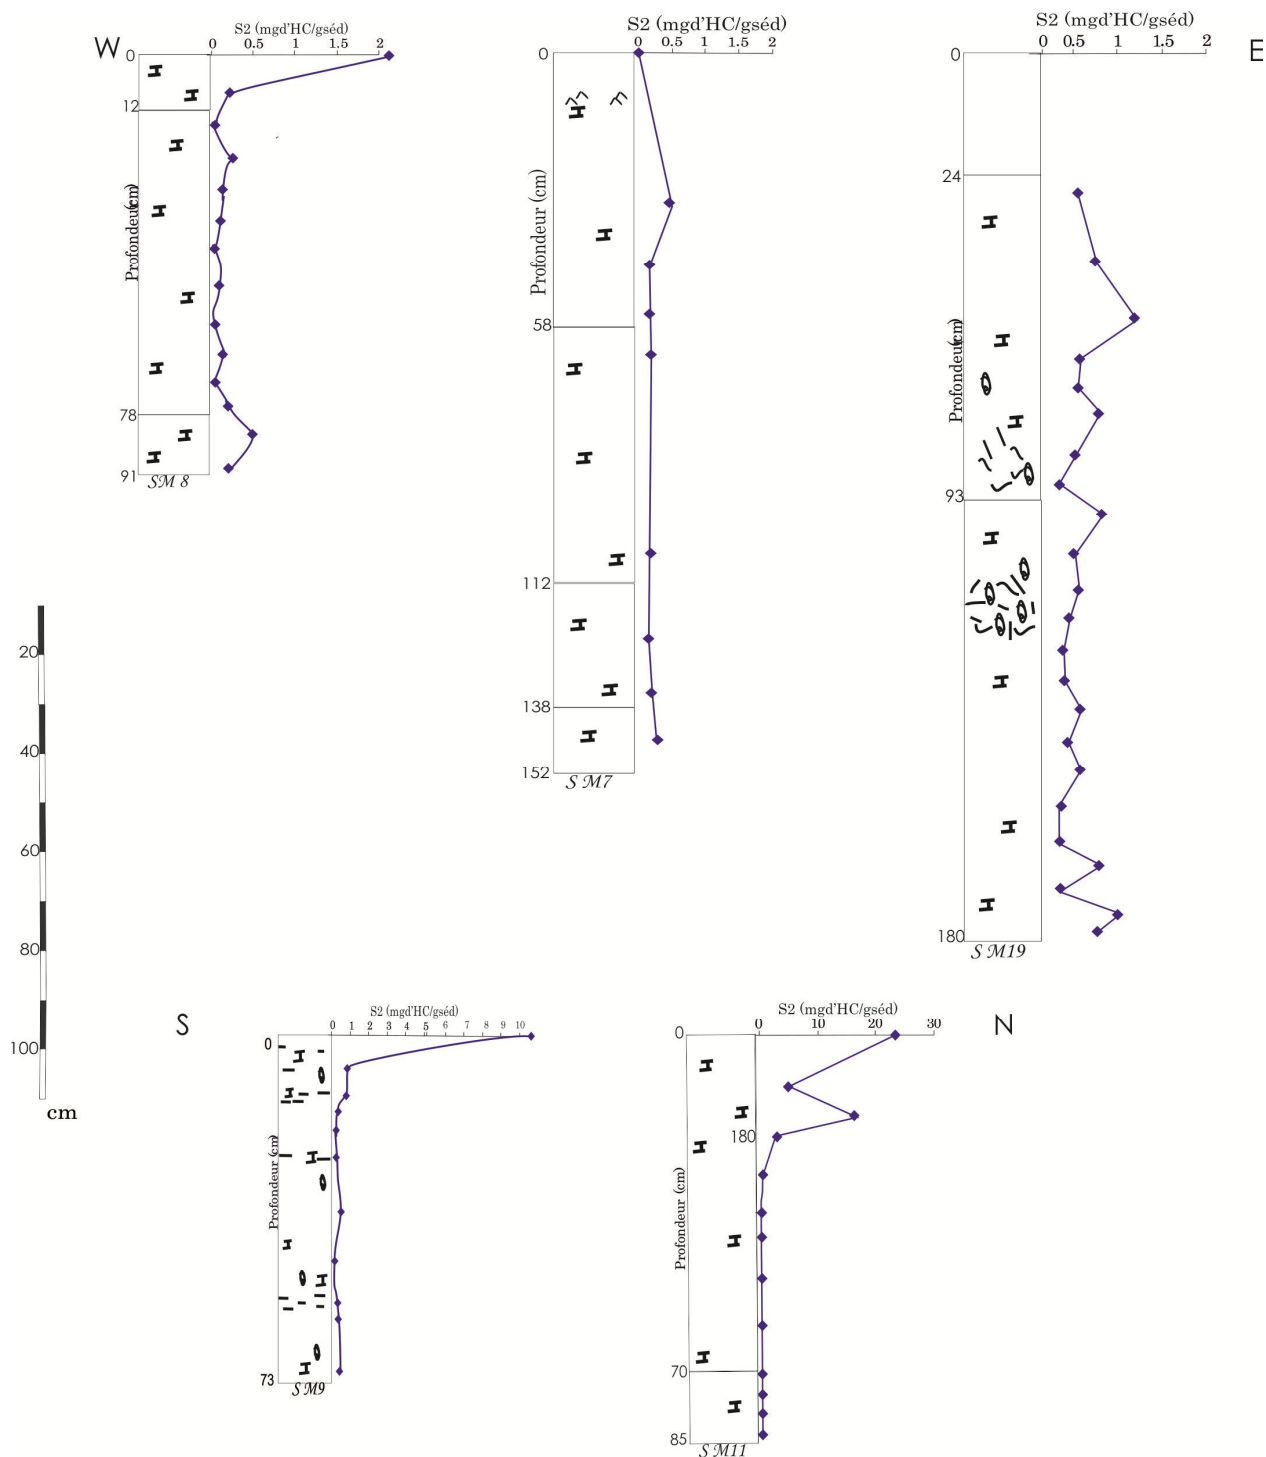 W
S2 (mgd'HC/gséd)
0 0.5 1 1.5 2
0
12
Profondeur(cm)
78
91
SM 8
S2 (mgd'HC/gséd)
0 0.5 1 1.5 2
0
Profondeur (cm)
58
112
138
152
S M7
S2 (mgd'HC/gséd)
0 0.5 1 1.5 2
E
0
24
Profondeur(cm)
93
180
S M19
20
40
60
80
100
cm
S
S2 (mgd'HC/gséd)
0 1 2 3 4 5 6 7 8 9 10
0
Profondeur (cm)
73
S M9
S2 (mgd'HC/gséd)
0 10 20 30
N
0
180
Profondeur (cm)
70
85
S M11